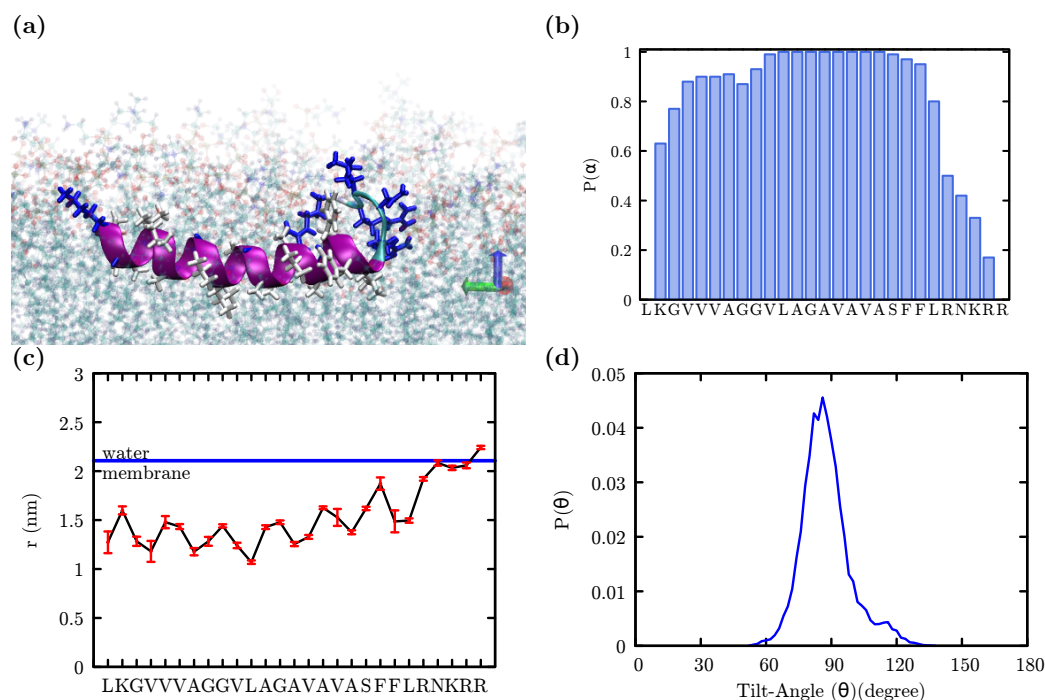 (a)
(b)
1
0.8
0.6
0.4
0.2
0
P(α)
L K G V V V A G G V L A G A V A V A S F F L R N K R R
(c)
3
2.5
2
1.5
1
0.5
0
r (nm)
water
membrane
L K G V V V A G G V L A G A V A V A S F F L R N K R R
(d)
0.05
0.04
0.03
0.02
0.01
0
P(θ)
0 30 60 90 120 150 180
Tilt-Angle (θ)(degree)